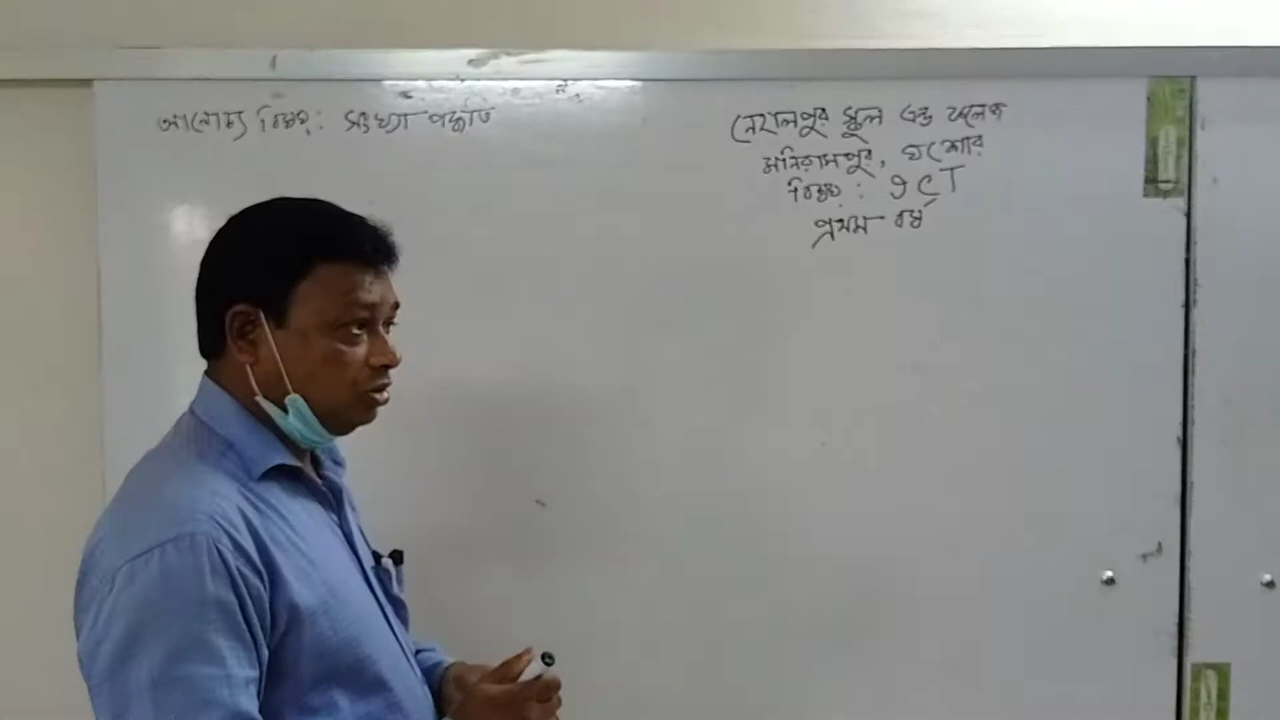 আলোচ্য বিষয়: সংখ্যা পদ্ধতি
নেহালপুর স্কুল এন্ড কলেজ
মনিরামপুর, যশোর
বিষয়: ICT
প্রথম বর্ষ